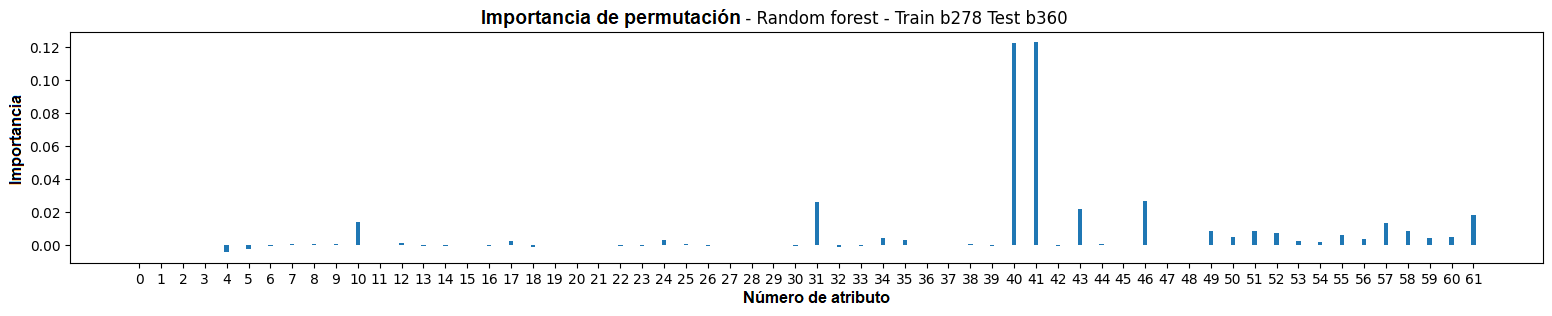 Importancia de permutación - Random forest - Train b278 Test b360
Importancia
0.12
0.10
0.08
0.06
0.04
0.02
0.00
0 1 2 3 4 5 6 7 8 9 10 11 12 13 14 15 16 17 18 19 20 21 22 23 24 25 26 27 28 29 30 31 32 33 34 35 36 37 38 39 40 41 42 43 44 45 46 47 48 49 50 51 52 53 54 55 56 57 58 59 60 61
Número de atributo